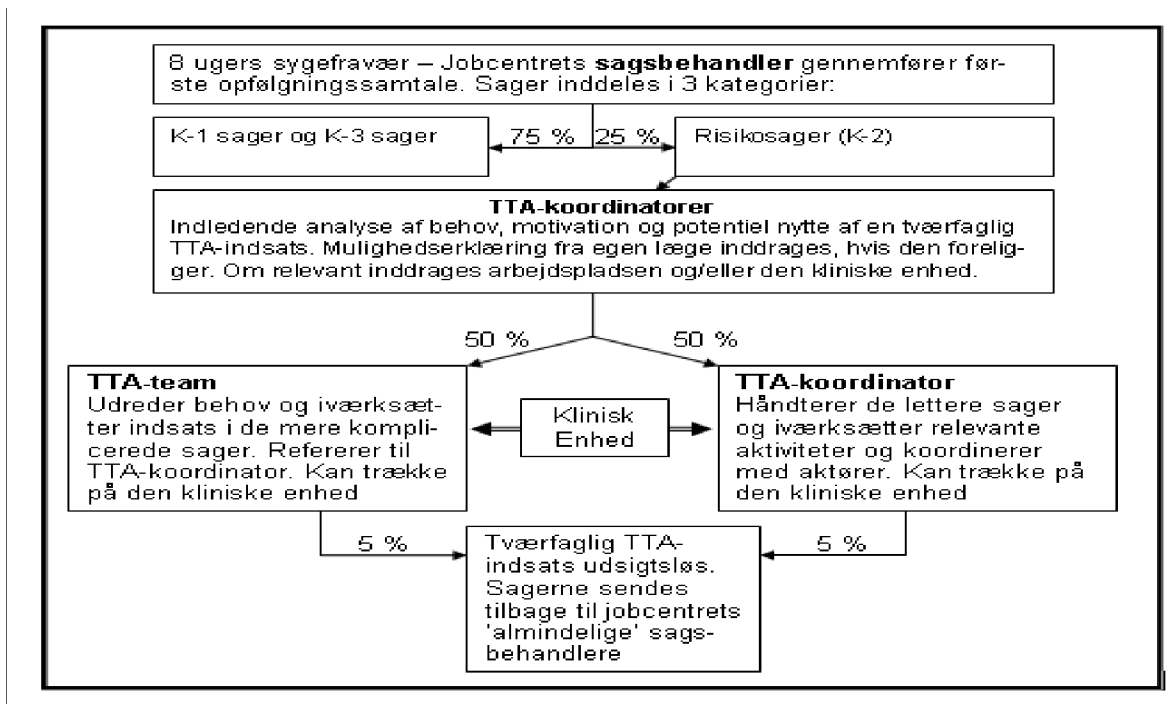 8 ugers sygefravær – Jobcentrets sagsbehandler gennemfører før-
ste opfølgningssamtale. Sager inddeles i 3 kategorier:
K-1 sager og K-3 sager
75 %
25 %
Risikosager (K-2)
TTA-koordinatorer
Indledende analyse af behov, motivation og potentiel nytte af en tværfaglig
TTA-indsats. Mulighedserklæring fra egen læge inddrages, hvis den forelig-
ger. Om relevant inddrages arbejdspladsen og/eller den kliniske enhed.
50 %
50 %
TTA-team
Udreder behov og iværksæt-
ter indsats i de mere kompli-
cerede sager. Refererer til
TTA-koordinator. Kan trække
på den kliniske enhed
Klinisk
Enhed
TTA-koordinator
Håndterer de lettere sager
og iværksætter relevante
aktiviteter og koordinerer
med aktører. Kan trække på
den kliniske enhed
5 %
5 %
Tværfaglig TTA-
indsats udsigtsløs.
Sagerne sendes
tilbage til jobcentrets
'almindelige' sags-
behandlere